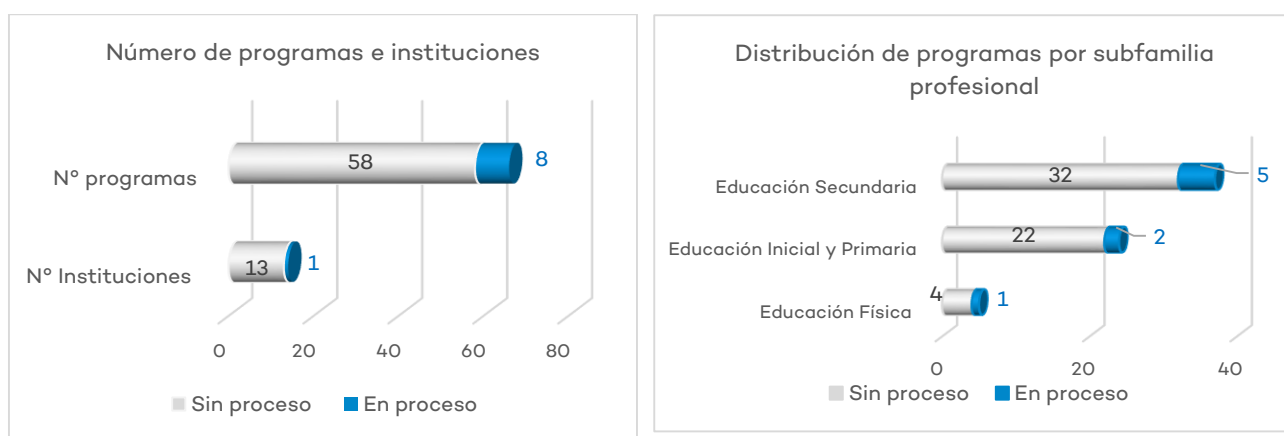 Número de programas e instituciones
N° programas
58
8
N° Instituciones
13
1
0 20 40 60 80
Sin proceso En proceso
Distribución de programas por subfamilia
profesional
Educación Secundaria
32
5
Educación Inicial y Primaria
22
2
Educación Física
4
1
0 20 40
Sin proceso En proceso